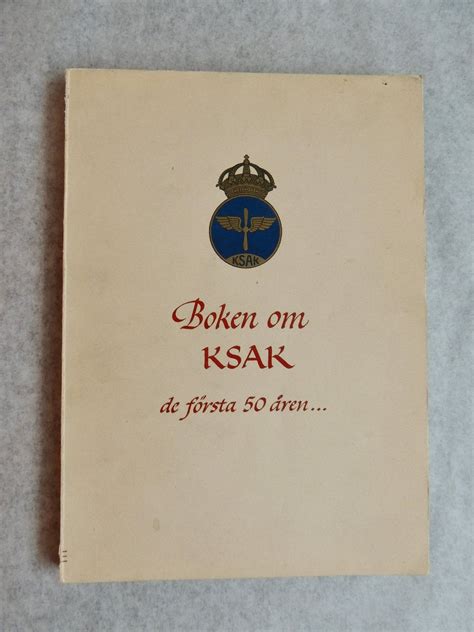 KSAK
Boken om
KSAK
de första 50 åren...